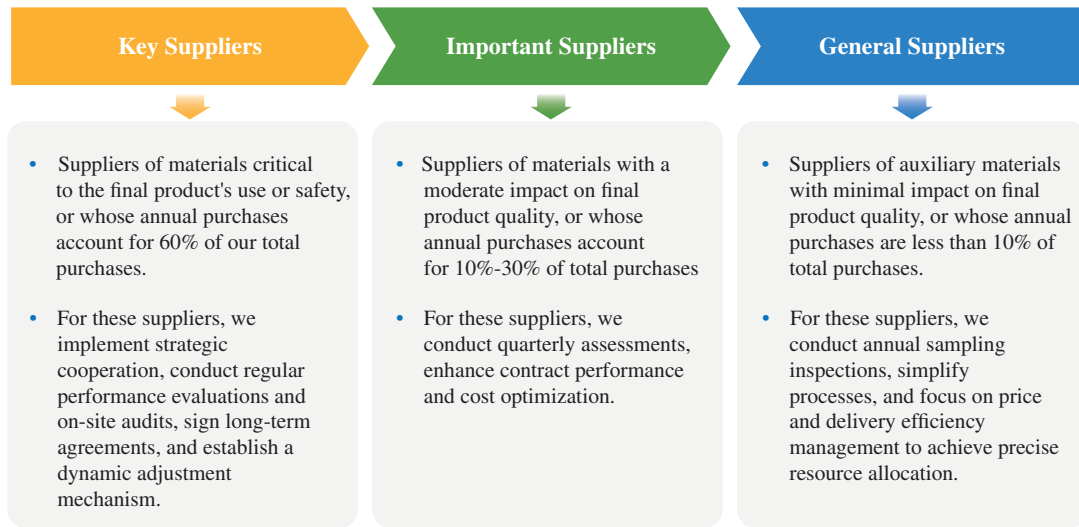 Key Suppliers
Important Suppliers
General Suppliers
• Suppliers of materials critical
to the final product's use or safety,
or whose annual purchases
account for 60% of our total
purchases.
• For these suppliers, we
implement strategic
cooperation, conduct regular
performance evaluations and
on-site audits, sign long-term
agreements, and establish a
dynamic adjustment
mechanism.
• Suppliers of materials with a
moderate impact on final
product quality, or whose
annual purchases account
for 10%-30% of total purchases
• For these suppliers, we
conduct quarterly assessments,
enhance contract performance
and cost optimization.
• Suppliers of auxiliary materials
with minimal impact on final
product quality, or whose annual
purchases are less than 10% of
total purchases.
• For these suppliers, we
conduct annual sampling
inspections, simplify
processes, and focus on price
and delivery efficiency
management to achieve precise
resource allocation.